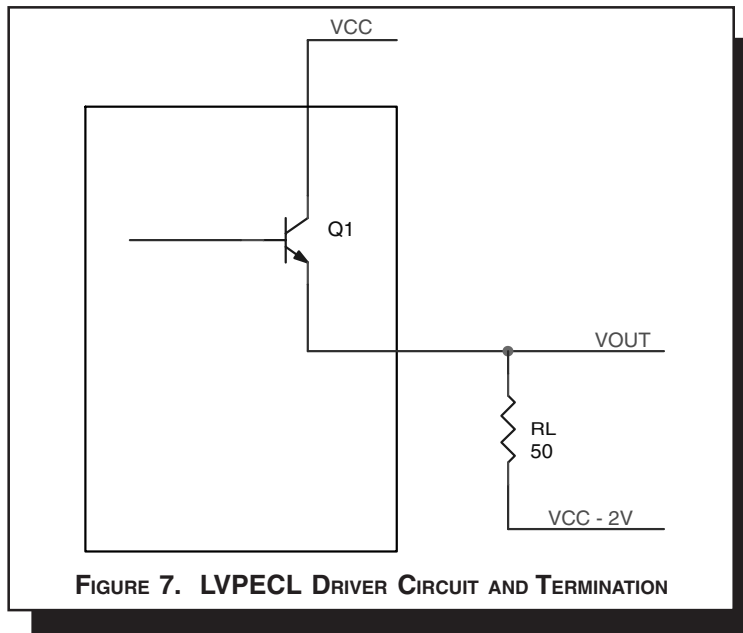 VCC
Q1
VOUT
RL
50
VCC - 2V
FIGURE 7. LVPECL DRIVER CIRCUIT AND TERMINATION